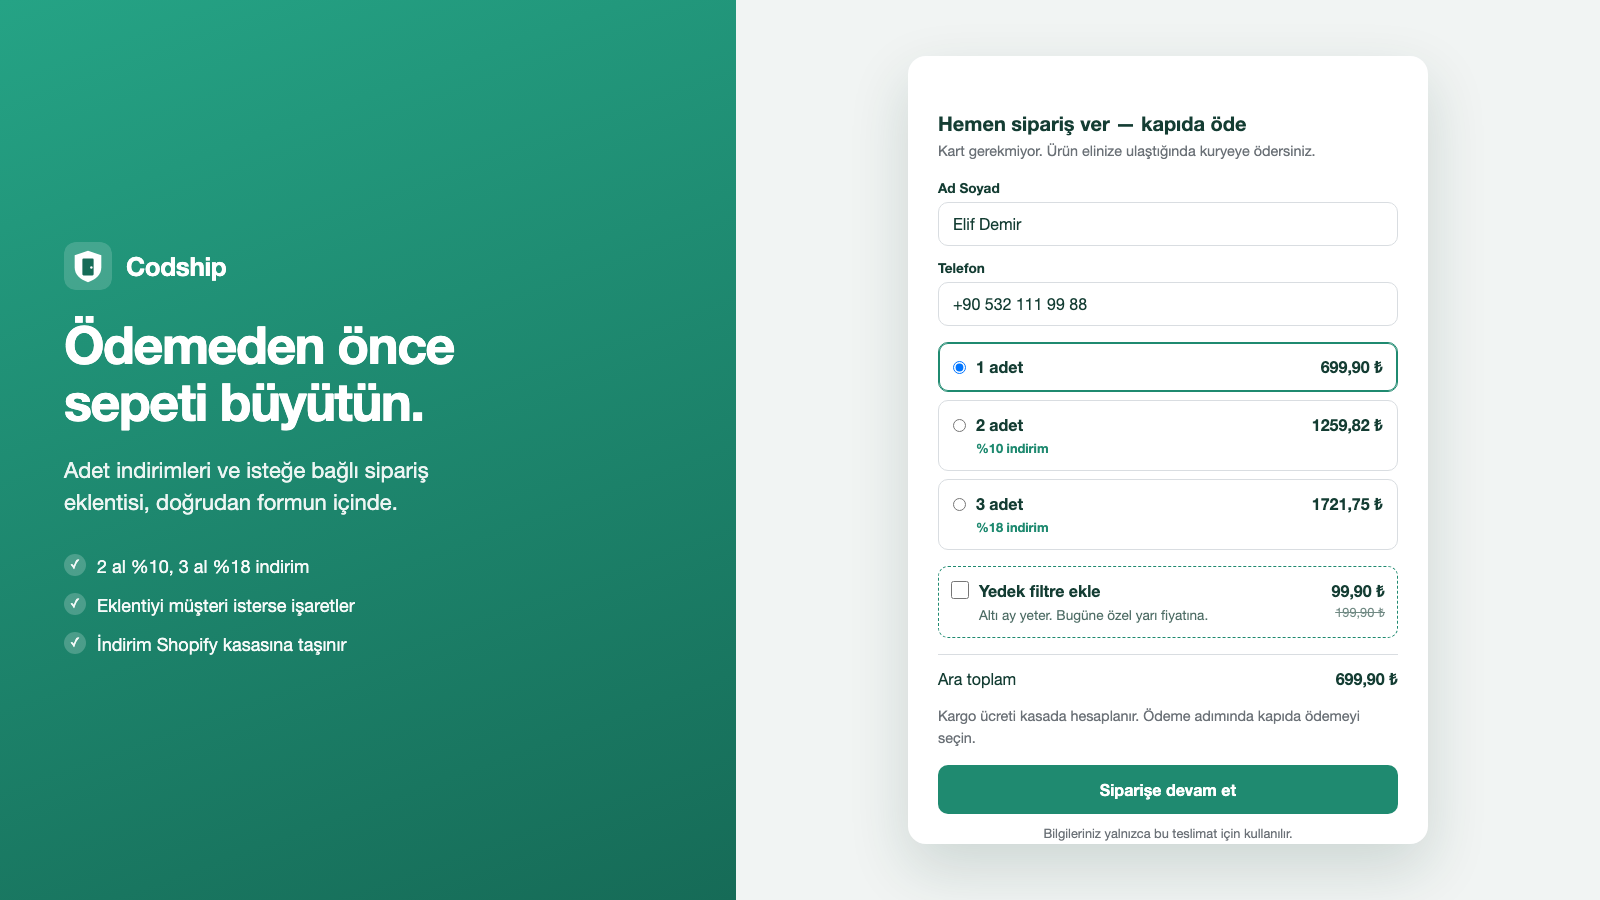 Codship
Ödemeden önce
sepeti büyütün.
Adet indirimleri ve isteğe bağlı sipariş
eklentisi, doğrudan formun içinde.
2 al %10, 3 al %18 indirim
Eklentiyi müşteri isterse işaretler
İndirim Shopify kasasına taşınır
Hemen sipariş ver — kapıda öde
Kart gerekmiyor. Ürün elinize ulaştığında kuryeye ödersiniz.
Ad Soyad
Elif Demir
Telefon
+90 532 111 99 88
1 adet 699,90 ₺
2 adet 1259,82 ₺
%10 indirim
3 adet 1721,75 ₺
%18 indirim
Yedek filtre ekle 99,90 ₺
Altı ay yeter. Bugüne özel yarı fiyatına. 199,90 ₺
Ara toplam 699,90 ₺
Kargo ücreti kasada hesaplanır. Ödeme adımında kapıda ödemeyi
seçin.
Siparişe devam et
Bilgileriniz yalnızca bu teslimat için kullanılır.